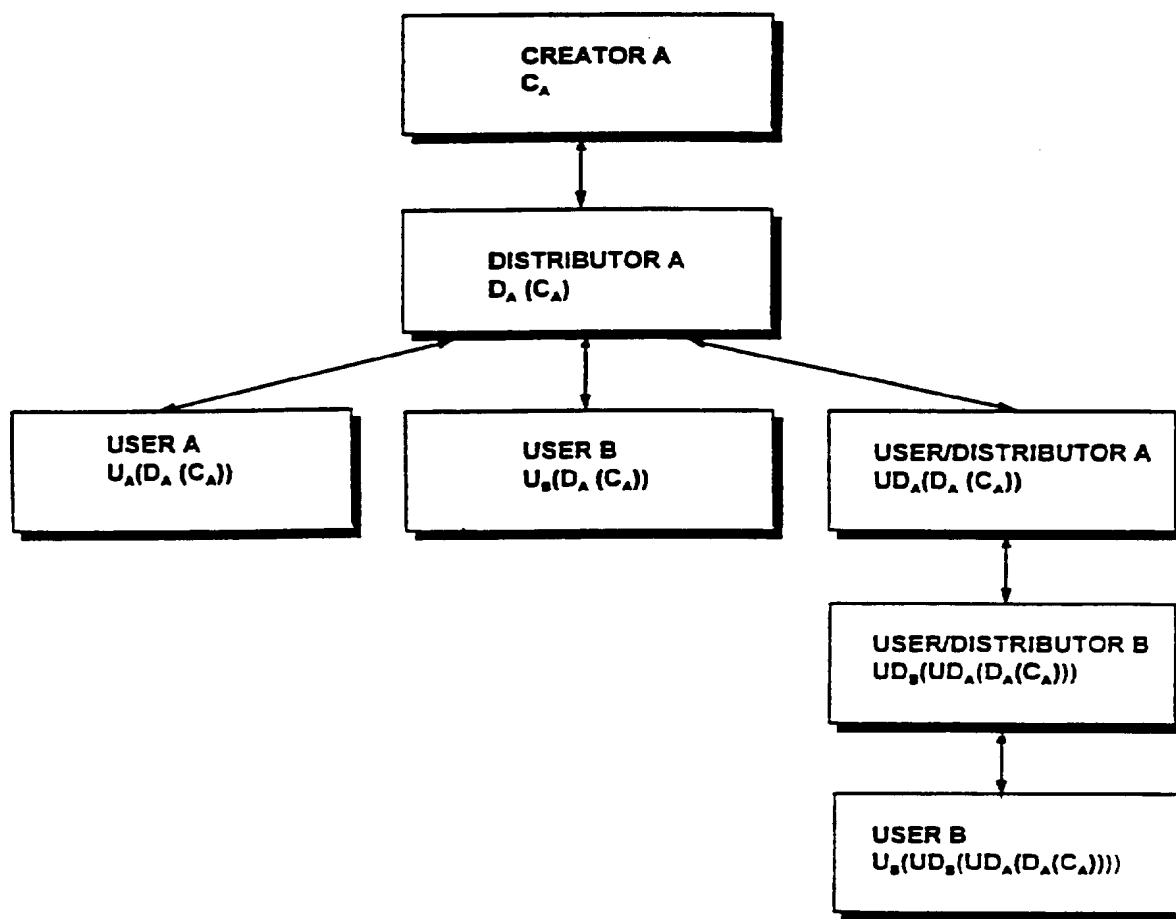 CREATOR A
C_A
DISTRIBUTOR A
D_A (C_A)
USER A
U_A(D_A (C_A))
USER B
U_B(D_A (C_A))
USER/DISTRIBUTOR A
UD_A(D_A (C_A))
USER/DISTRIBUTOR B
UD_B(UD_A(D_A(C_A)))
USER B
U_B(UD_B(UD_A(D_A(C_A))))